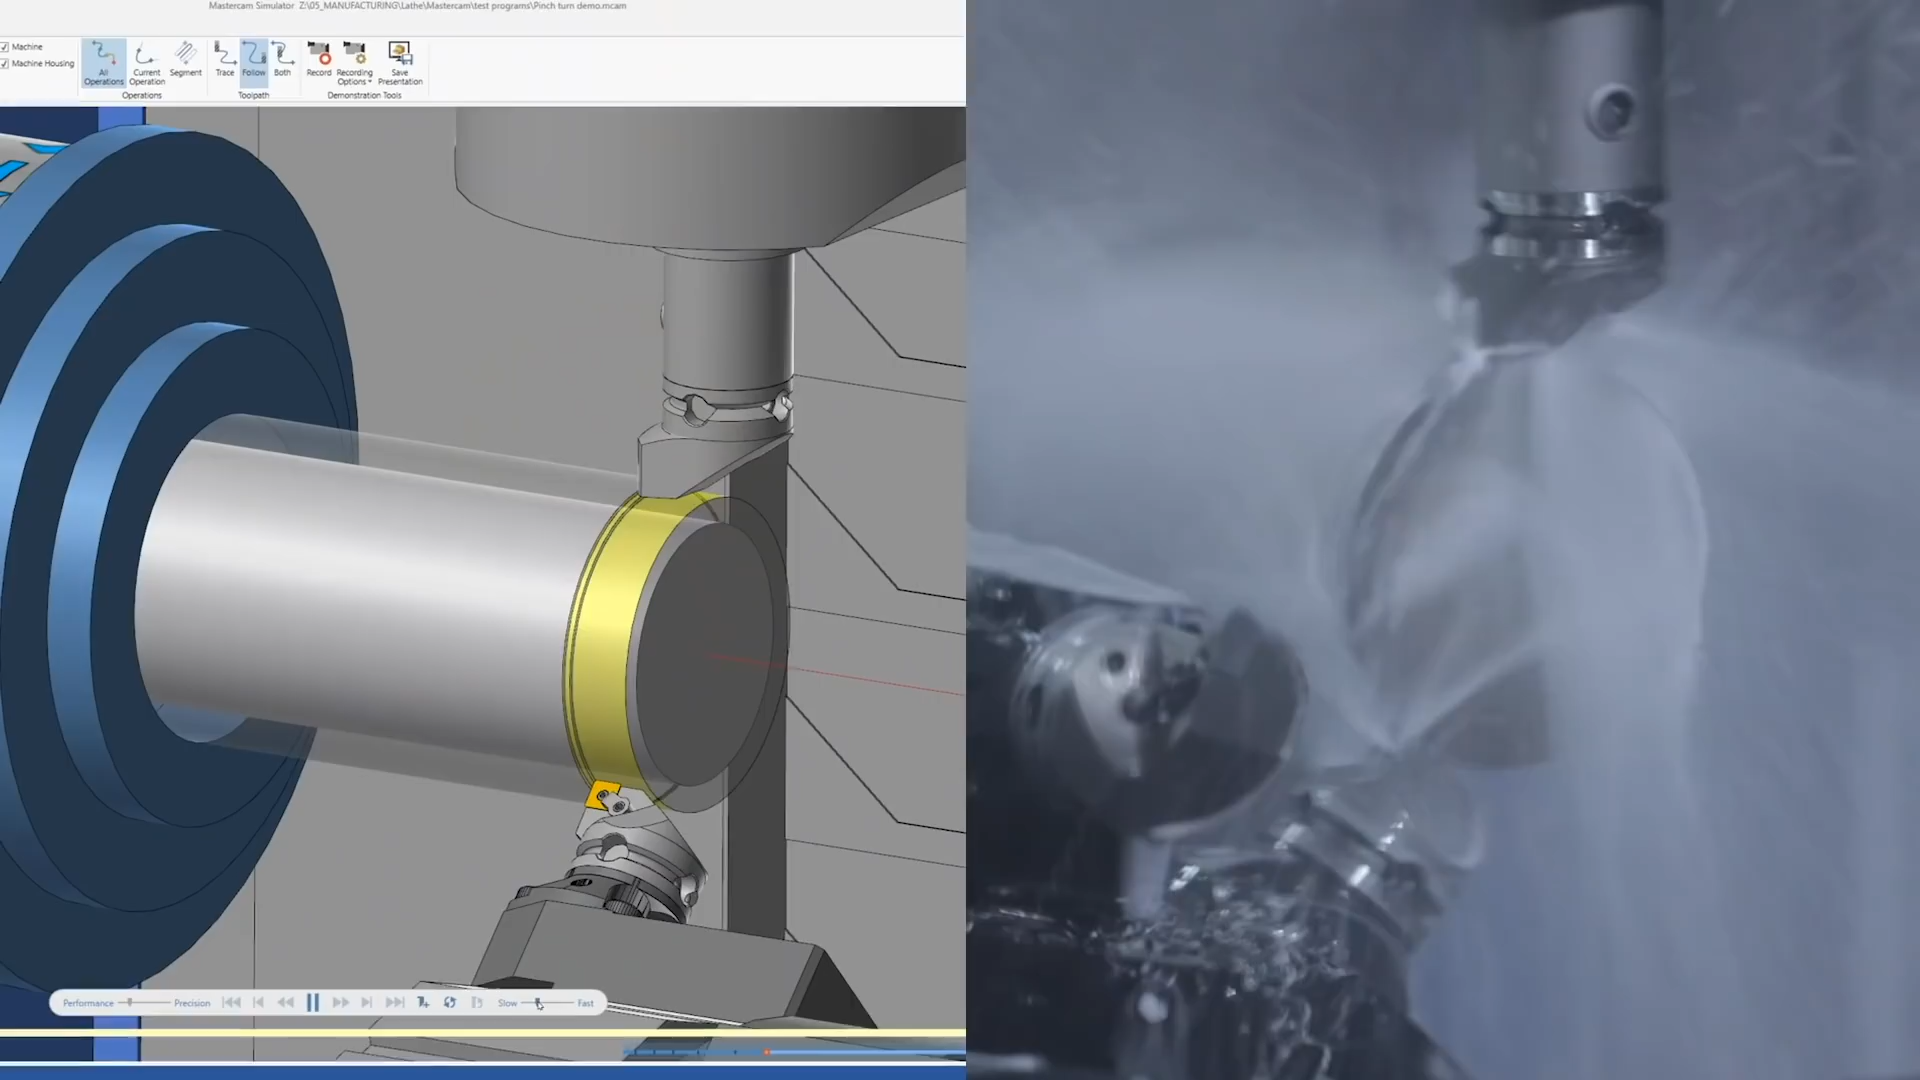 Mastercam Simulator  Z:\05_MANUFACTURING\Lathe\Mastercam\test programs\Pinch turn demo.mcam
Machine
Machine Housing
All Operations
Current Operation
Segment
Trace
Follow
Both
Record
Recording Options
Save Presentation
Operations
Toolpath
Demonstration Tools
Performance
Precision
Slow
Fast